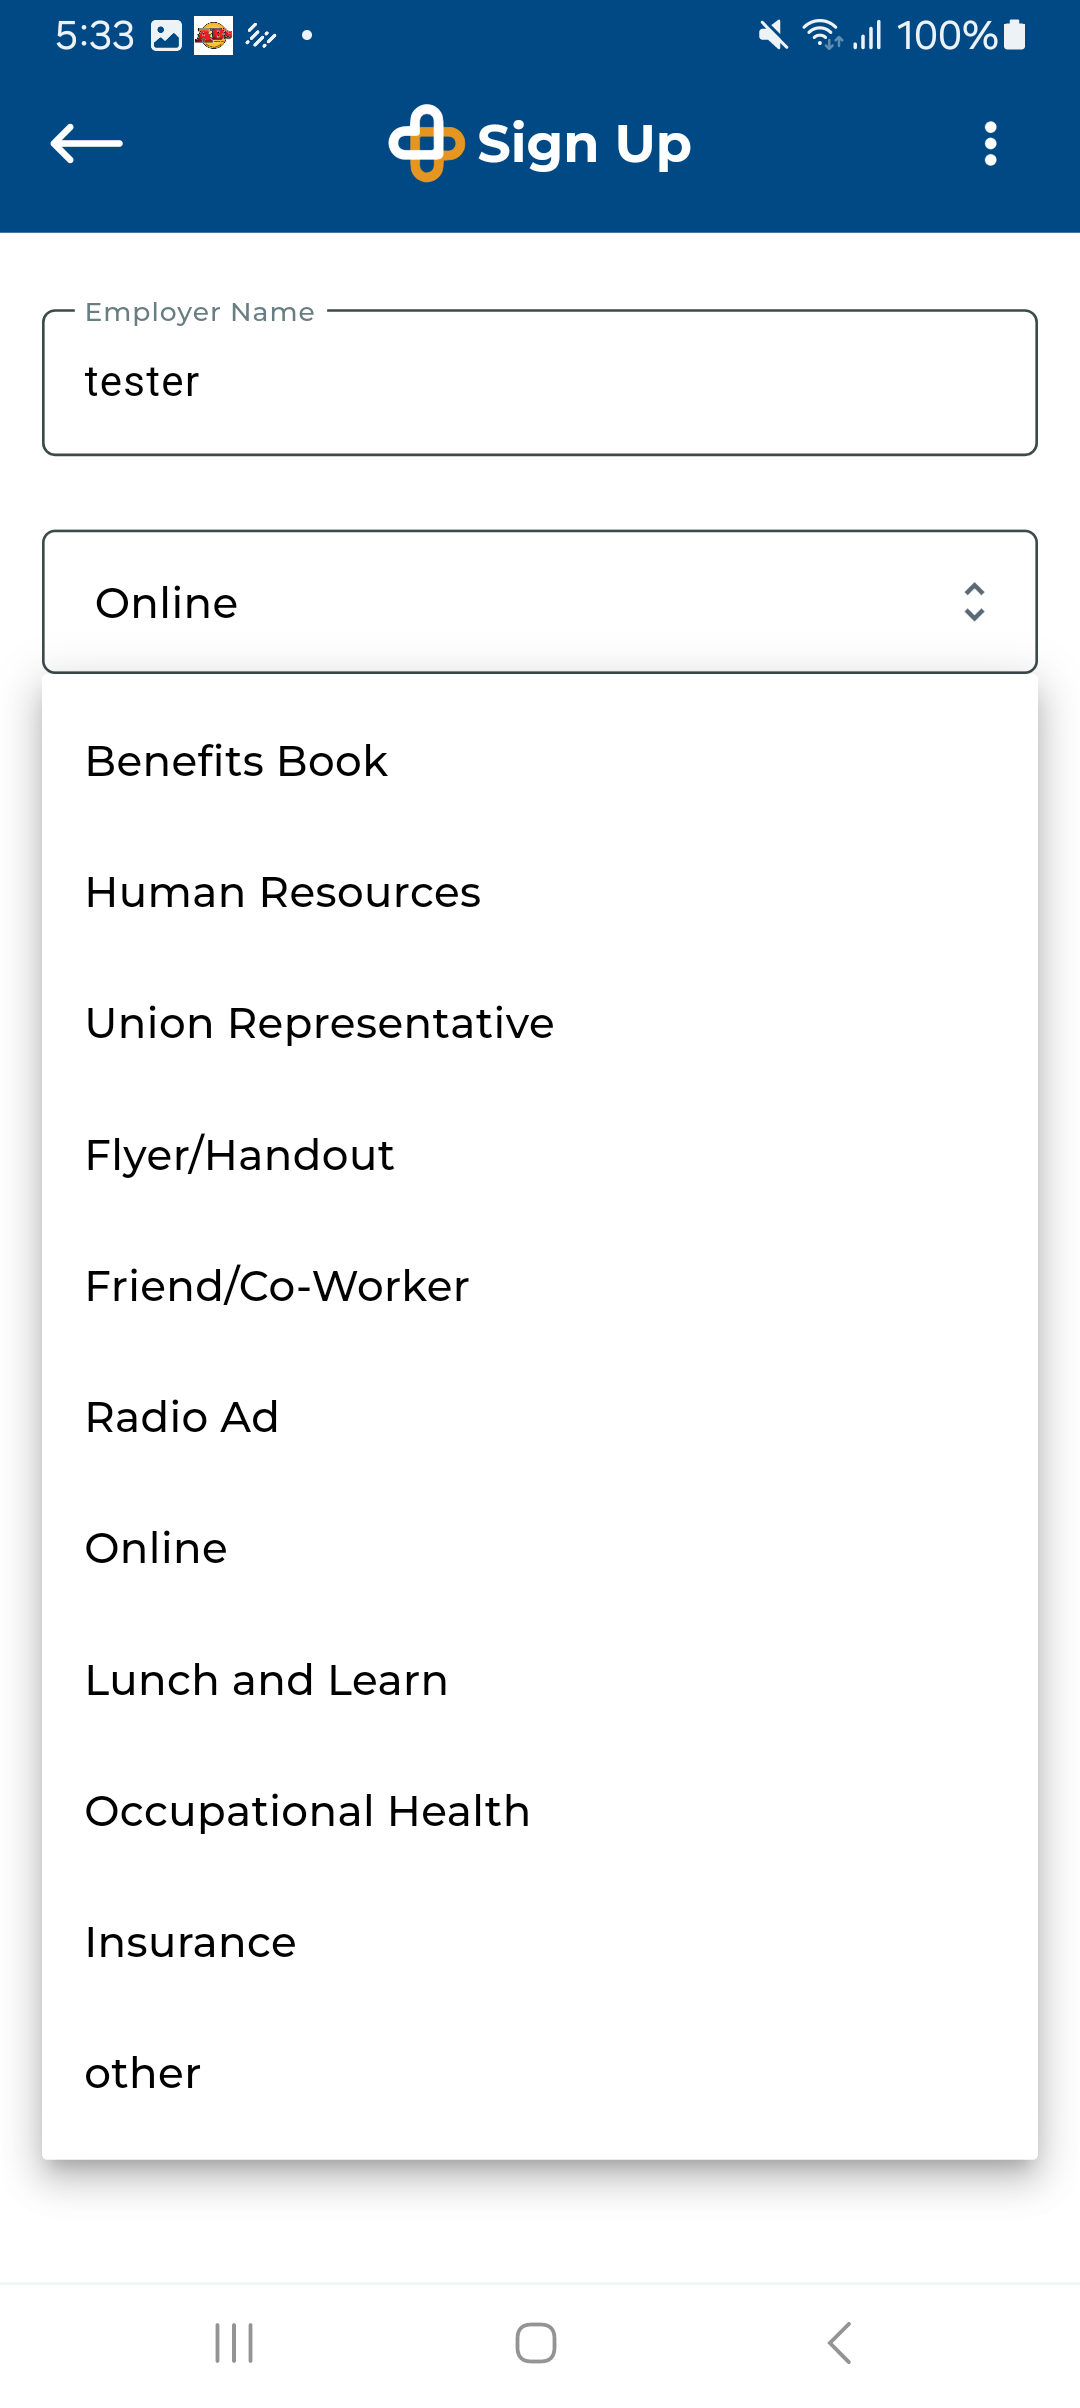 5:33 100%
Sign Up
Employer Name
tester
Online
Benefits Book
Human Resources
Union Representative
Flyer/Handout
Friend/Co-Worker
Radio Ad
Online
Lunch and Learn
Occupational Health
Insurance
other